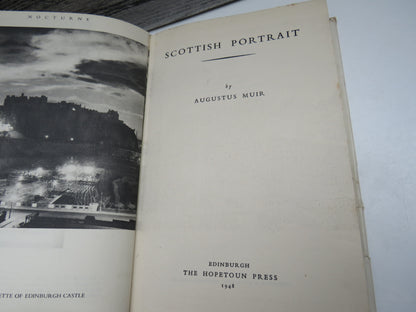 NOCTURNE
ETTE OF EDINBURGH CASTLE
SCOTTISH PORTRAIT
by
AUGUSTUS MUIR
EDINBURGH
THE HOPETOUN PRESS
1948